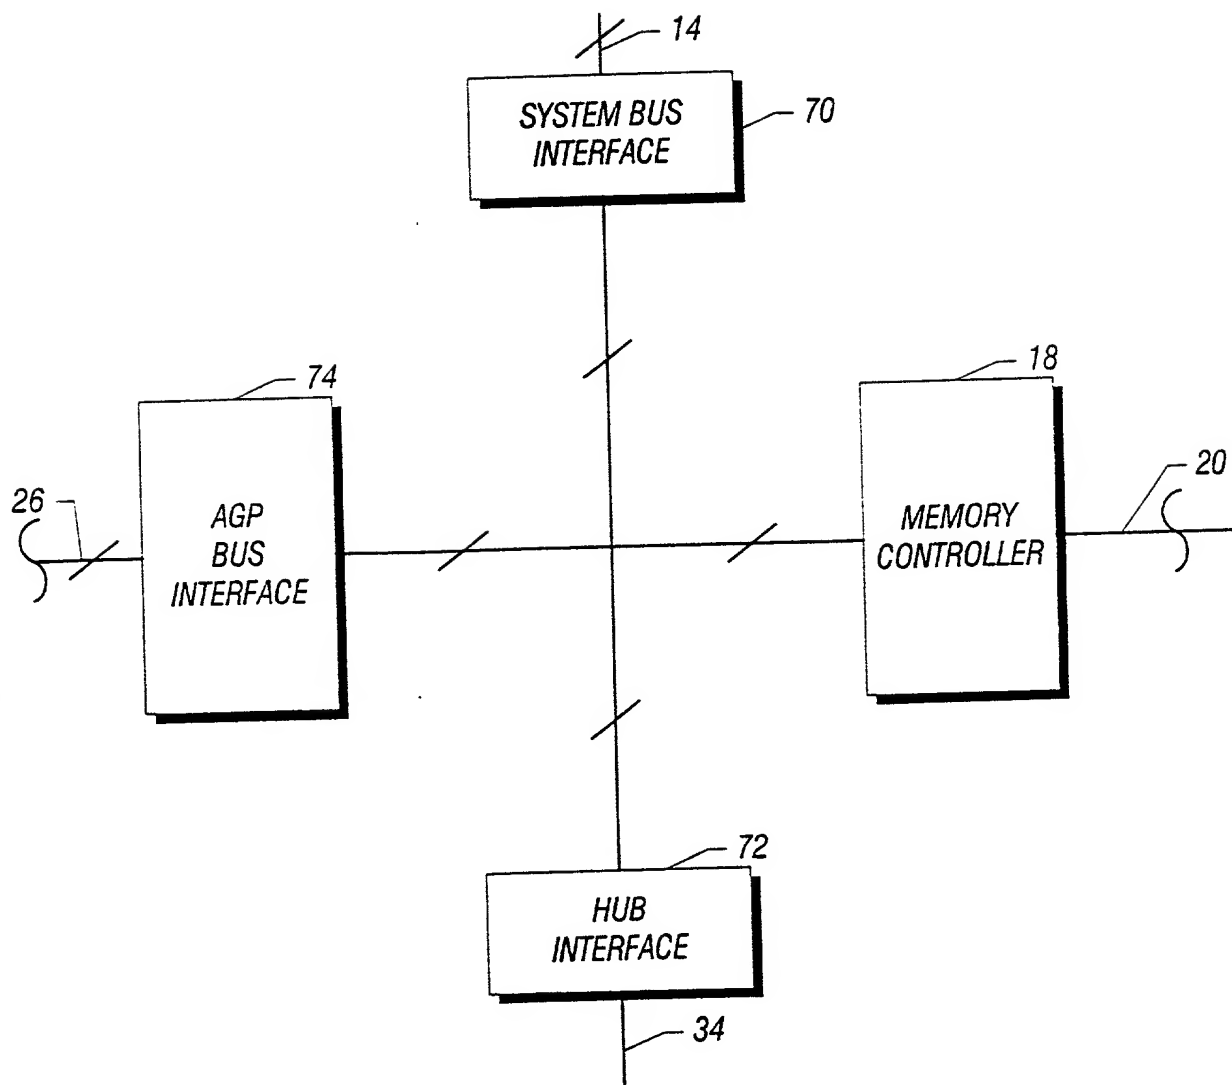 14
SYSTEM BUS
INTERFACE
70
74
18
26
AGP
BUS
INTERFACE
MEMORY
CONTROLLER
20
72
HUB
INTERFACE
34